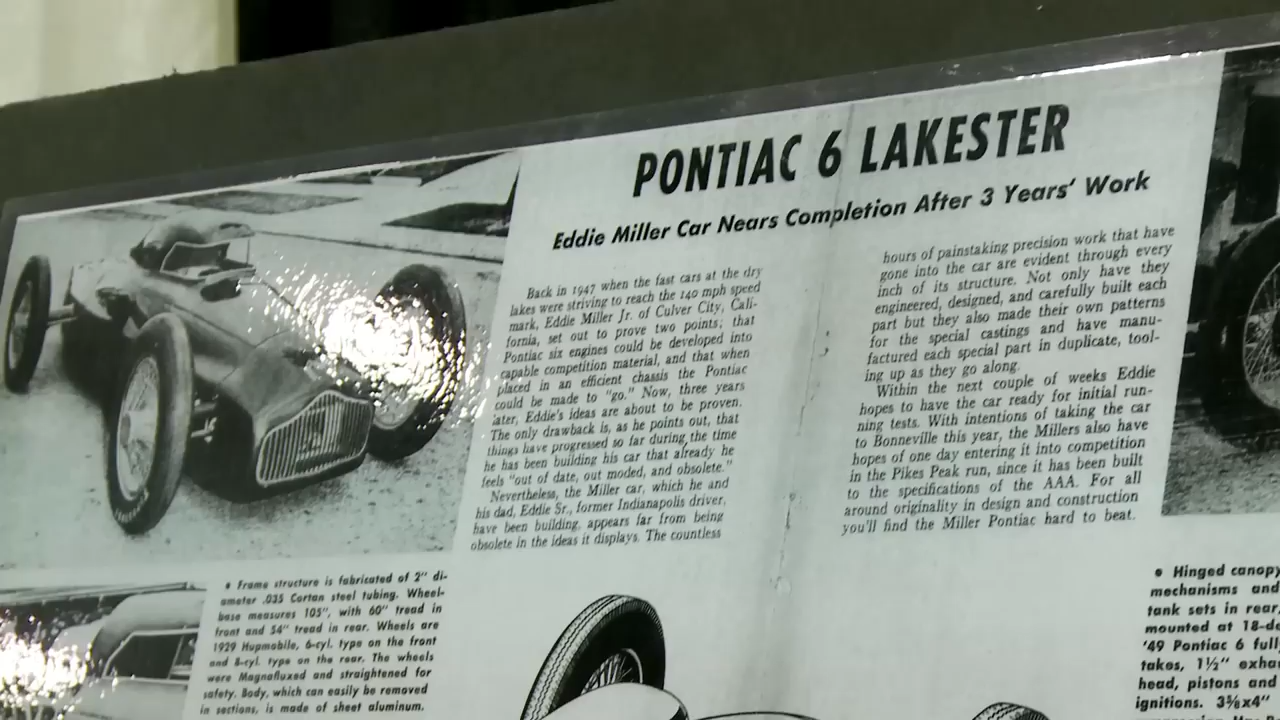 PONTIAC 6 LAKESTER
Eddie Miller Car Nears Completion After 3 Years' Work
Back in 1947 when the fast cars at the dry
lakes were striving to reach the 140 mph speed
mark, Eddie Miller Jr. of Culver City, Cali-
fornia, set out to prove two points; that
Pontiac six engines could be developed into
capable competition material, and that when
placed in an efficient chassis the Pontiac
could be made to "go." Now, three years
later, Eddie's ideas are about to be proven.
The only drawback is, as he points out, that
things have progressed so far during the time
he has been building his car that already he
feels "out of date, out moded, and obsolete."
Nevertheless, the Miller car, which he and
his dad, Eddie Sr., former Indianapolis driver,
have been building, appears far from being
obsolete in the ideas it displays. The countless
hours of painstaking precision work that have
gone into the car are evident through every
inch of its structure. Not only have they
engineered, designed, and carefully built each
part but they also made their own patterns
for the special castings and have manu-
factured each special part in duplicate, tool-
ing up as they go along.
Within the next couple of weeks Eddie
hopes to have the car ready for initial run-
ning tests. With intentions of taking the car
to Bonneville this year, the Millers also have
hopes of one day entering it into competition
in the Pikes Peak run, since it has been built
to the specifications of the AAA. For all
around originality in design and construction
you'll find the Miller Pontiac hard to beat.
• Frame structure is fabricated of 2" di-
ameter .035 Cortan steel tubing. Wheel-
base measures 105", with 60" tread in
front and 54" tread in rear. Wheels are
1929 Hupmobile, 6-cyl. type on the front
and 8-cyl. type on the rear. The wheels
were Magnafluxed and straightened for
safety. Body, which can easily be removed
in sections, is made of sheet aluminum.
• Hinged canopy
mechanisms and
tank sets in rear,
mounted at 18-de
'49 Pontiac 6 full
takes, 1½" exha
head, pistons and
ignitions. 3⅝x4"